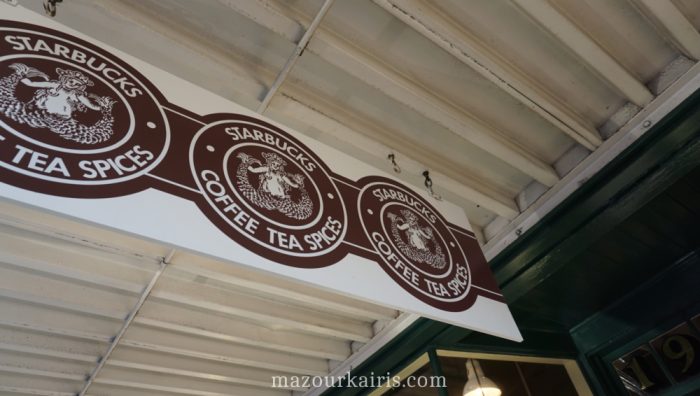 STARBUCKS
COFFEE TEA SPICES
STARBUCKS
COFFEE TEA SPICES
STARBUCKS
TEA SPICES
19
mazourkairis.com